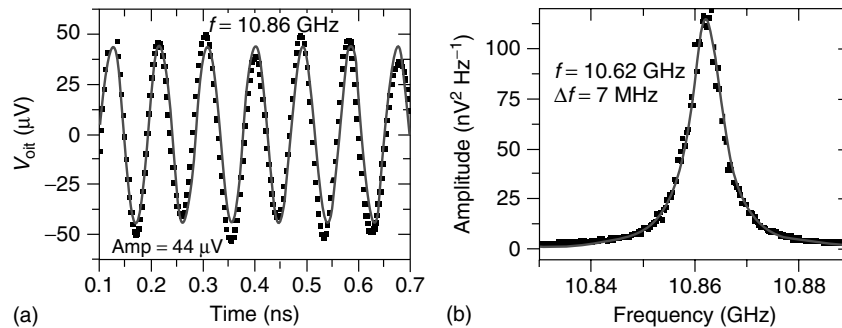 f = 10.86 GHz
50
25
0
−25
−50
V_oit (μV)
Amp = 44 μV
0.1 0.2 0.3 0.4 0.5 0.6 0.7
(a) Time (ns)
100
75
50
25
0
Amplitude (nV² Hz⁻¹)
f = 10.62 GHz
Δf = 7 MHz
10.84 10.86 10.88
(b) Frequency (GHz)